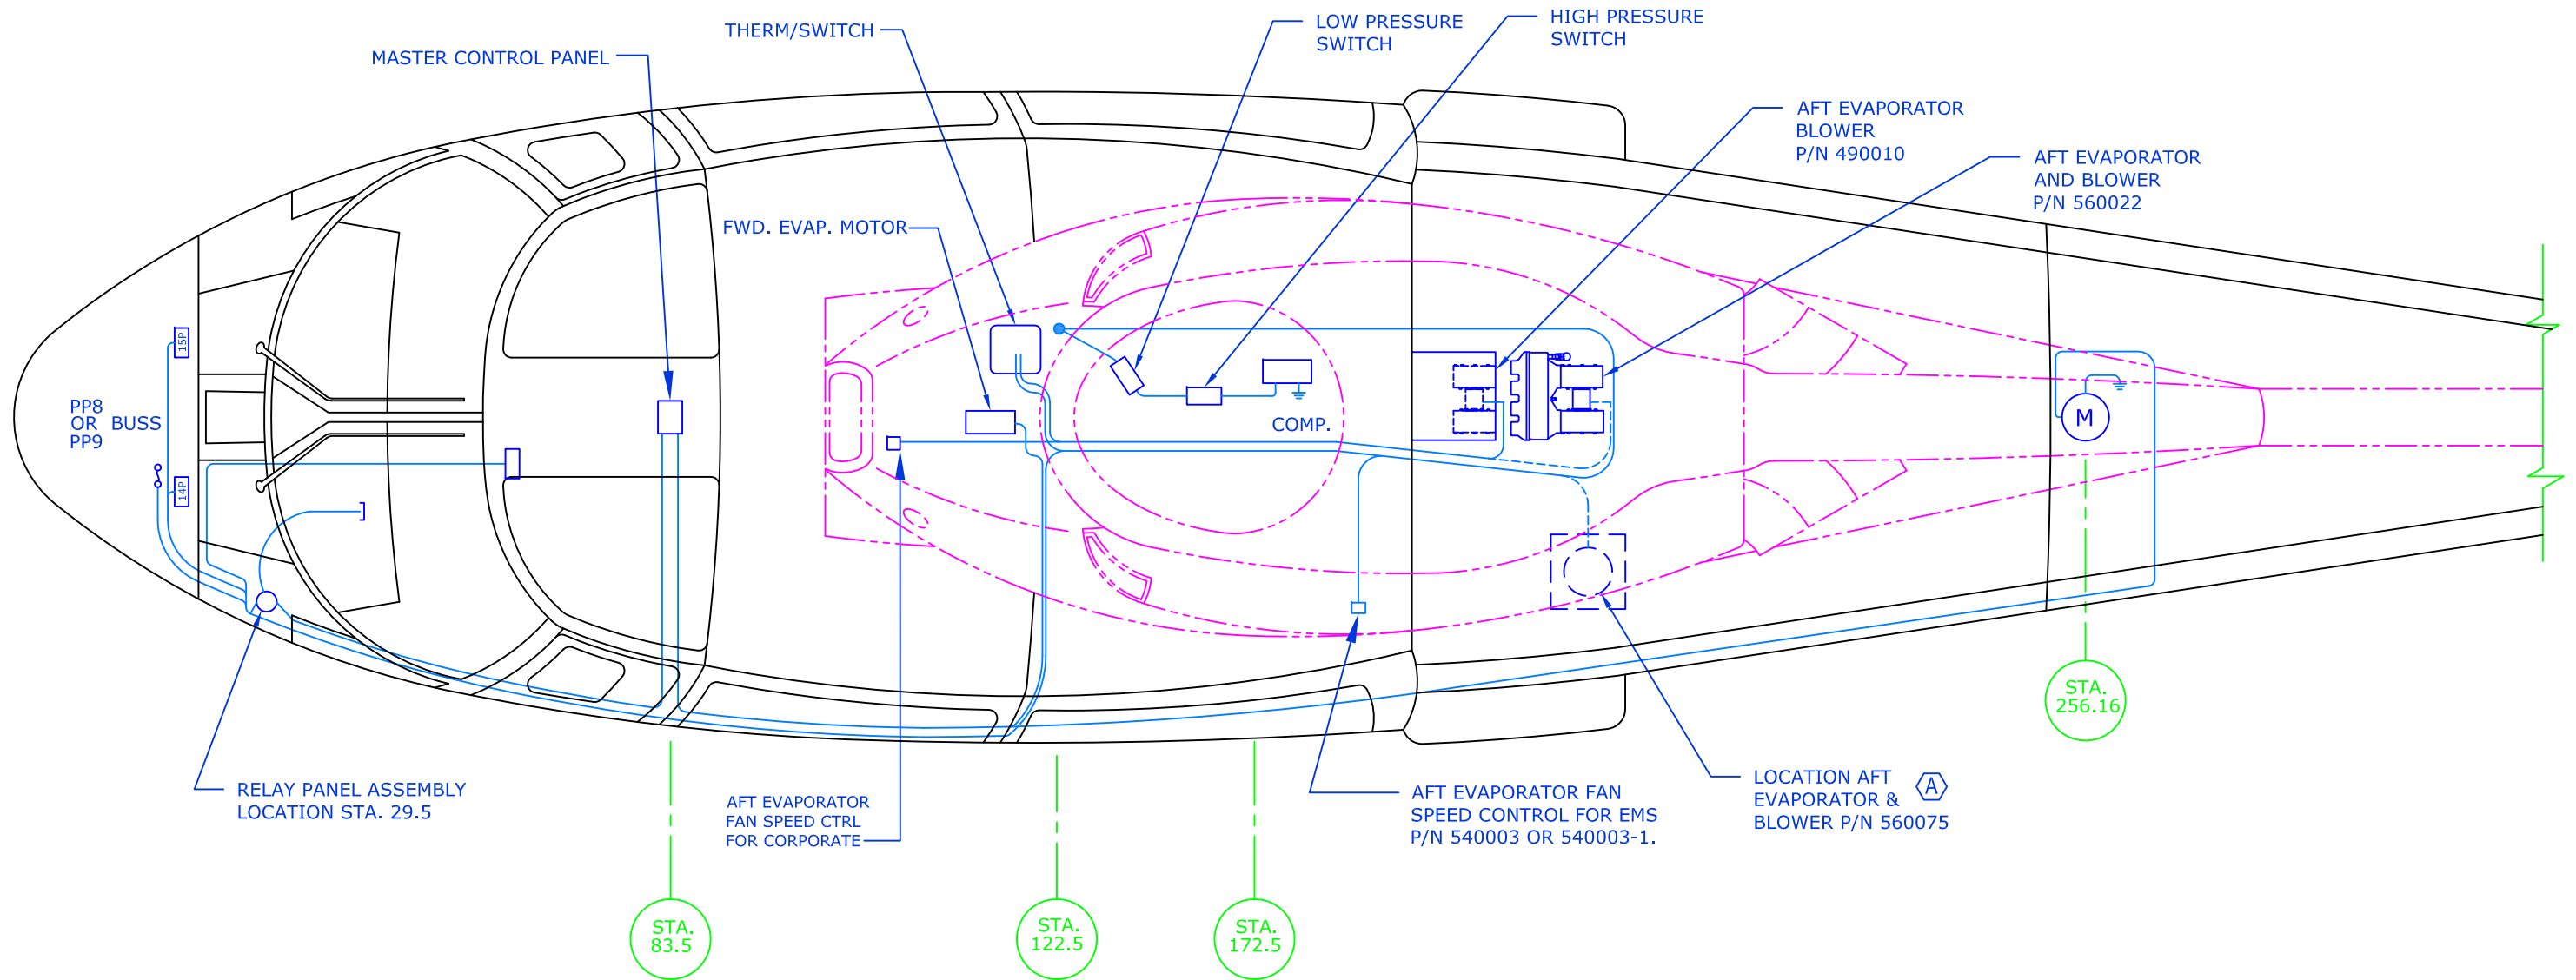 THERM/SWITCH
LOW PRESSURE
SWITCH
HIGH PRESSURE
SWITCH
MASTER CONTROL PANEL
AFT EVAPORATOR
BLOWER
P/N 490010
AFT EVAPORATOR
AND BLOWER
P/N 560022
FWD. EVAP. MOTOR
15P
PP8
OR BUSS
PP9
14P
COMP.
M
STA.
256.16
RELAY PANEL ASSEMBLY
LOCATION STA. 29.5
AFT EVAPORATOR
FAN SPEED CTRL
FOR CORPORATE
AFT EVAPORATOR FAN
SPEED CONTROL FOR EMS
P/N 540003 OR 540003-1.
LOCATION AFT
EVAPORATOR &
BLOWER P/N 560075
A
STA.
83.5
STA.
122.5
STA.
172.5